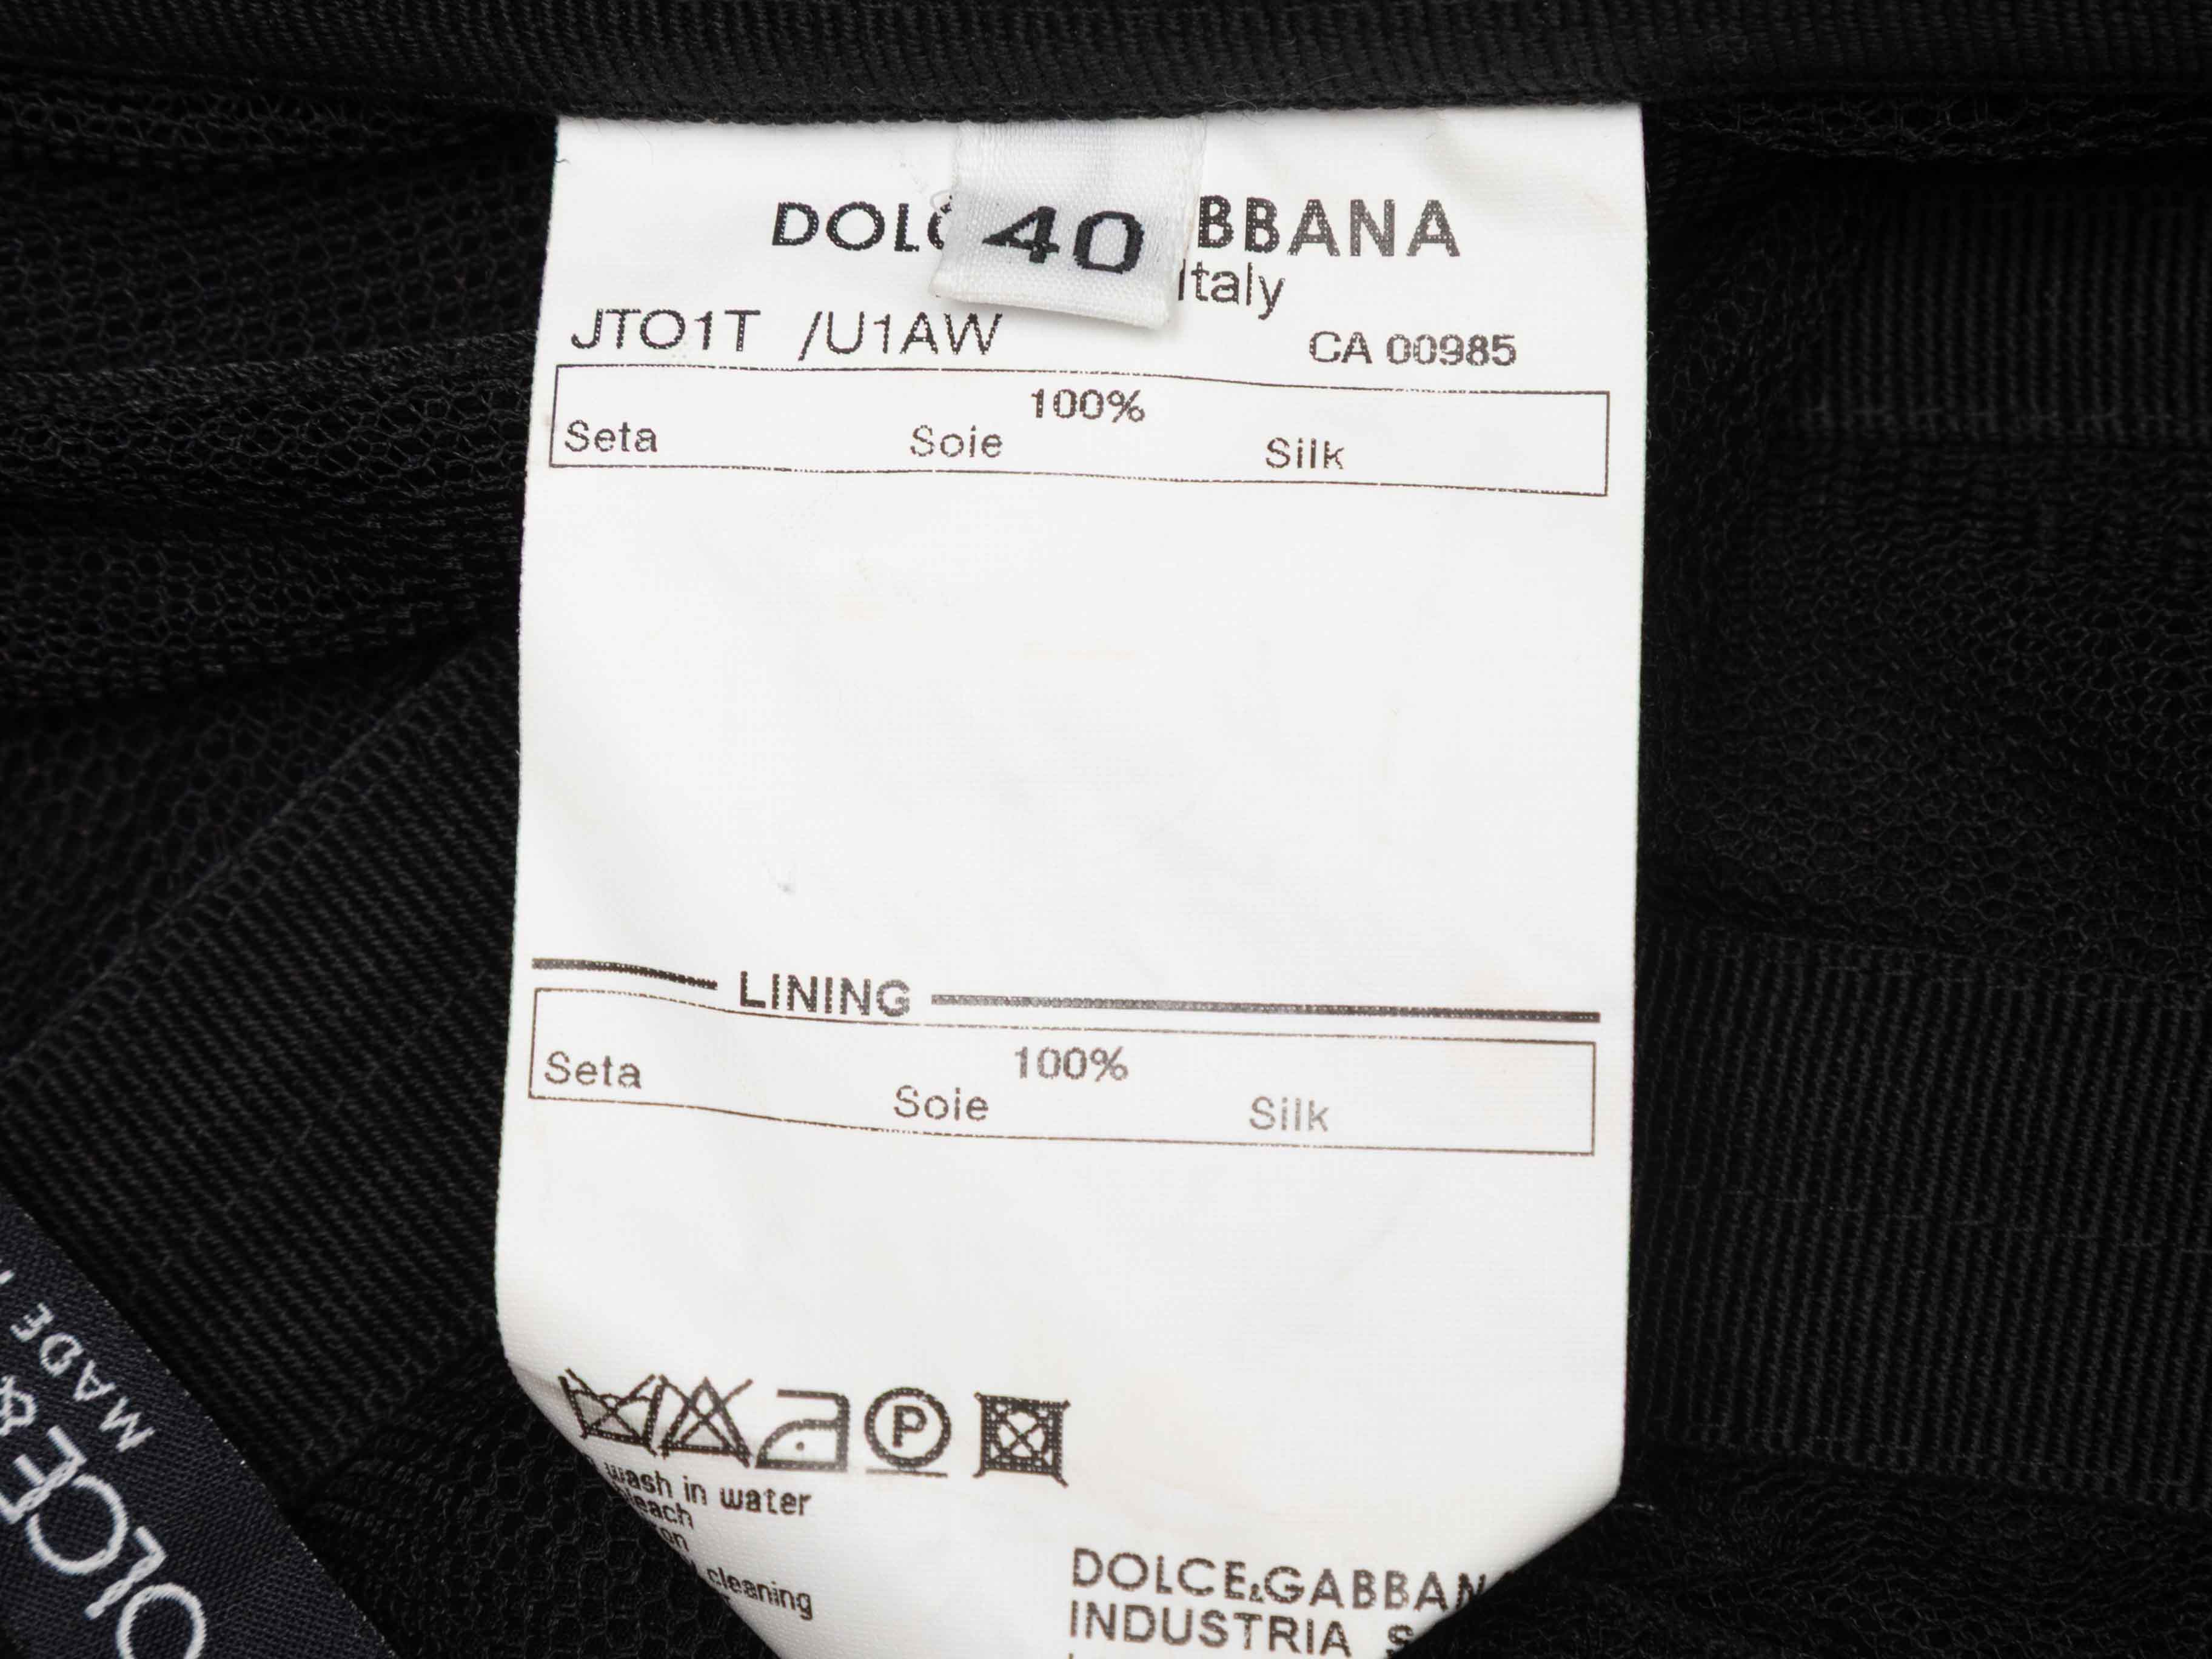 40
BBANA
Italy
JTO1T /U1AW
CA 00985
100%
Seta Soie Silk
LINING
100%
Seta Soie Silk
P
wash in water
cleaning
DOLCE&GABBAN
INDUSTRIA S
MADE
OLCE&